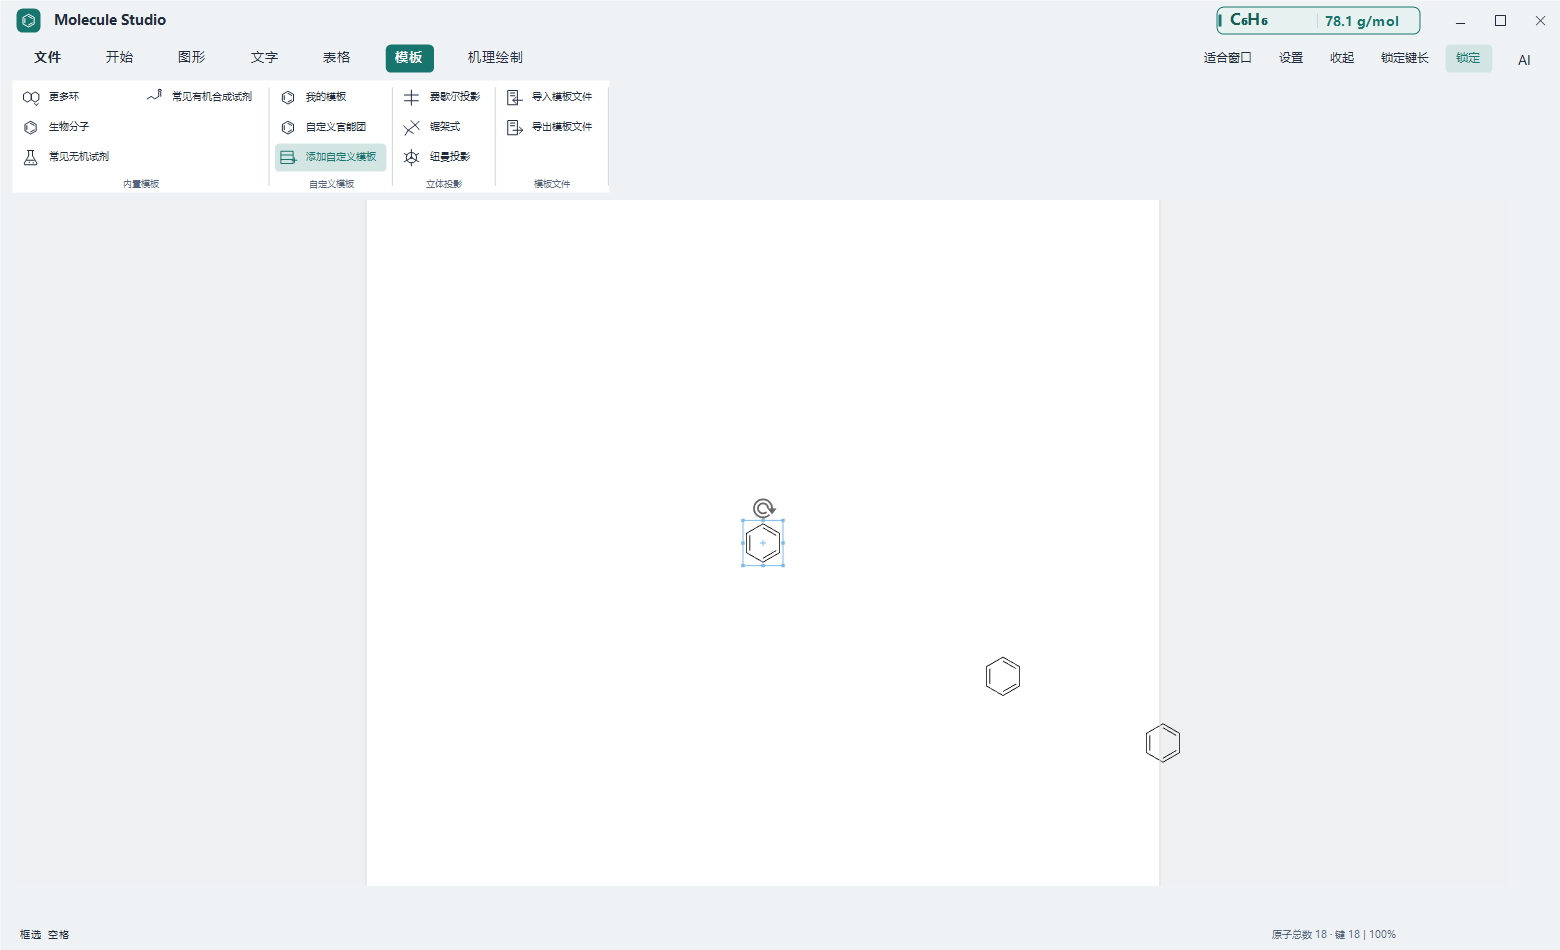 Molecule Studio
C₆H₆ 78.1 g/mol
文件 开始 图形 文字 表格 模板 机理绘制 适合窗口 设置 收起 锁定键长 锁定 AI
更多环 常见有机合成试剂 我的模板 费歇尔投影 导入模板文件
生物分子 自定义官能团 锯架式 导出模板文件
常见无机试剂 添加自定义模板 纽曼投影
内置模板 自定义模板 立体投影 模板文件
框选 空格 原子总数 18 · 键 18 | 100%